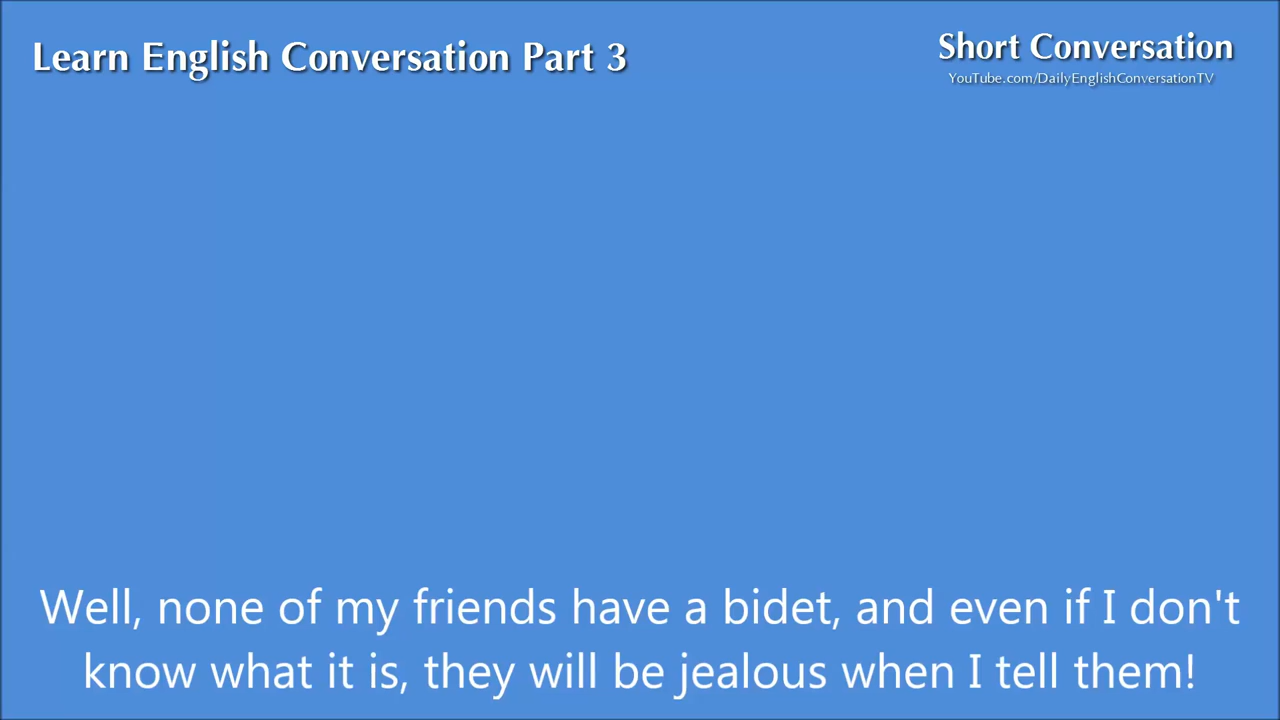 Learn English Conversation Part 3
Short Conversation
YouTube.com/DailyEnglishConversationTV
Well, none of my friends have a bidet, and even if I don't
know what it is, they will be jealous when I tell them!